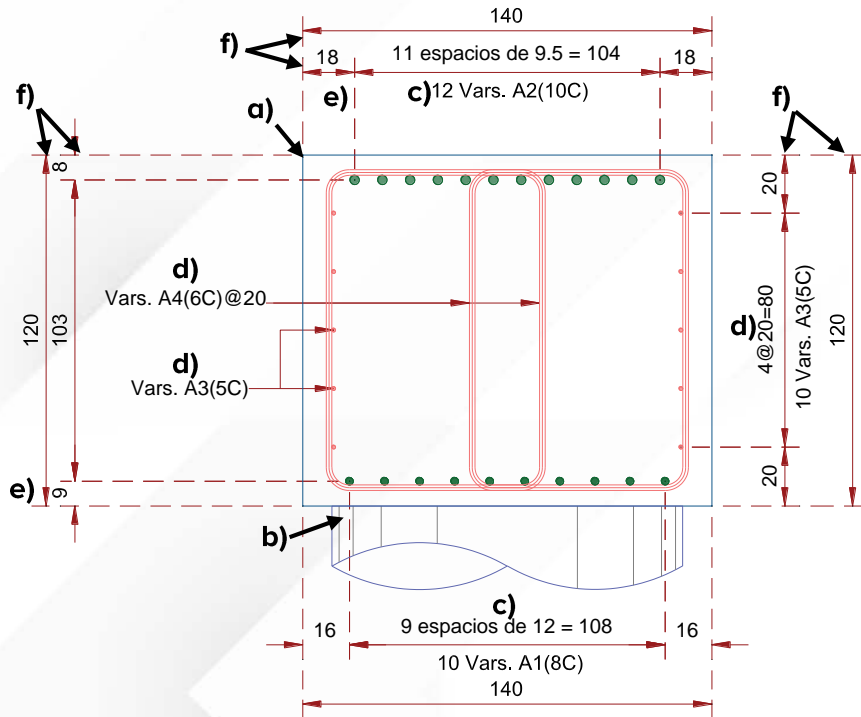 140
f)
18
11 espacios de 9.5 = 104
18
e)
c)
12 Vars. A2(10C)
f)
a)
f)
8
20
d)
Vars. A4(6C)@20
120
103
d)
Vars. A3(5C)
d)
4@20=80
10 Vars. A3(5C)
120
e)
9
20
b)
c)
16
9 espacios de 12 = 108
16
10 Vars. A1(8C)
140